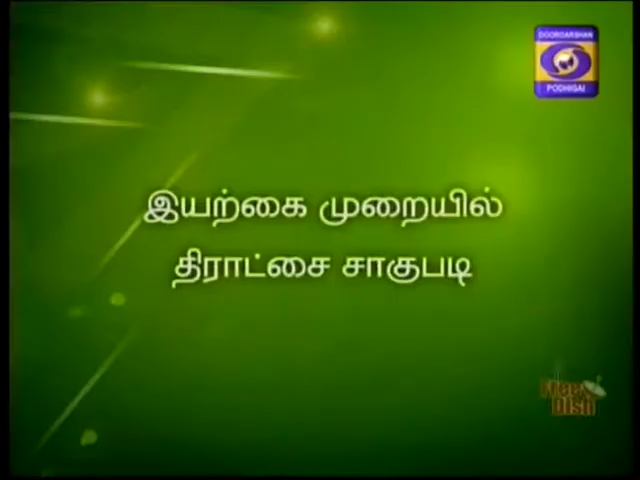 DOORDARSHAN
PODHIGAI
இயற்கை முறையில்
திராட்சை சாகுபடி
Free
Dish